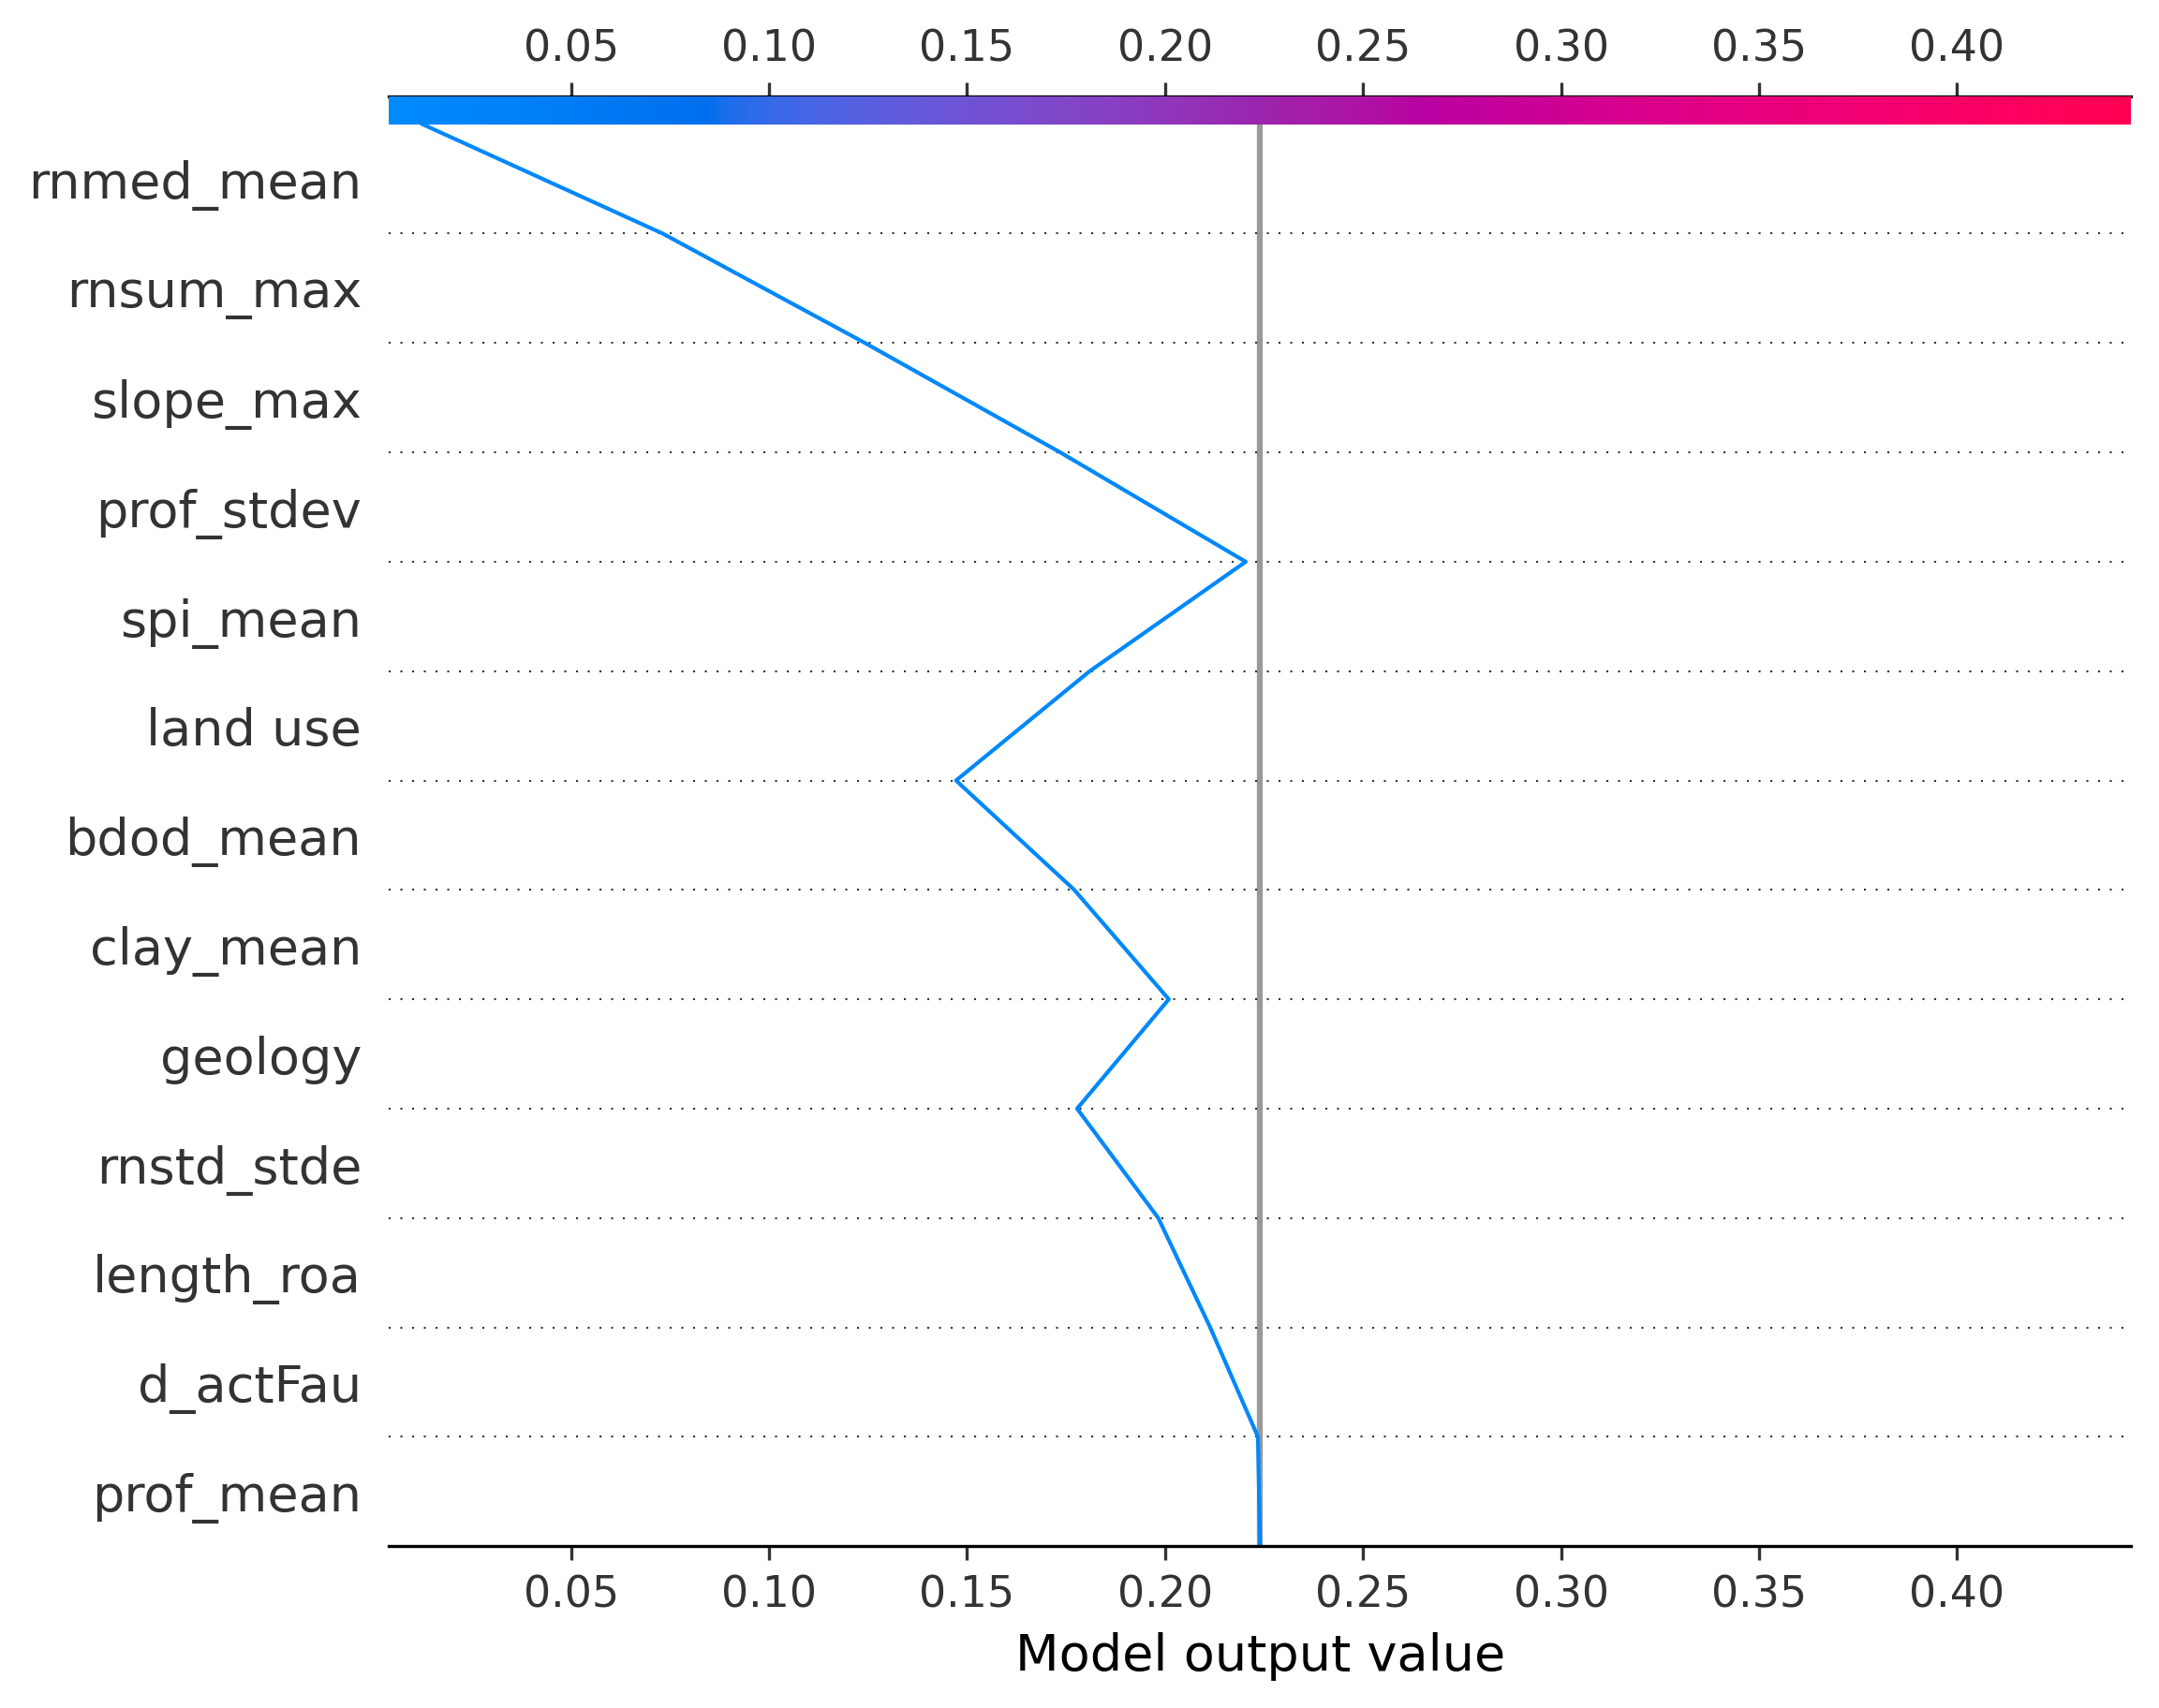 0.05 0.10 0.15 0.20 0.25 0.30 0.35 0.40
rnmed_mean
rnsum_max
slope_max
prof_stdev
spi_mean
land use
bdod_mean
clay_mean
geology
rnstd_stde
length_roa
d_actFau
prof_mean
0.05 0.10 0.15 0.20 0.25 0.30 0.35 0.40
Model output value